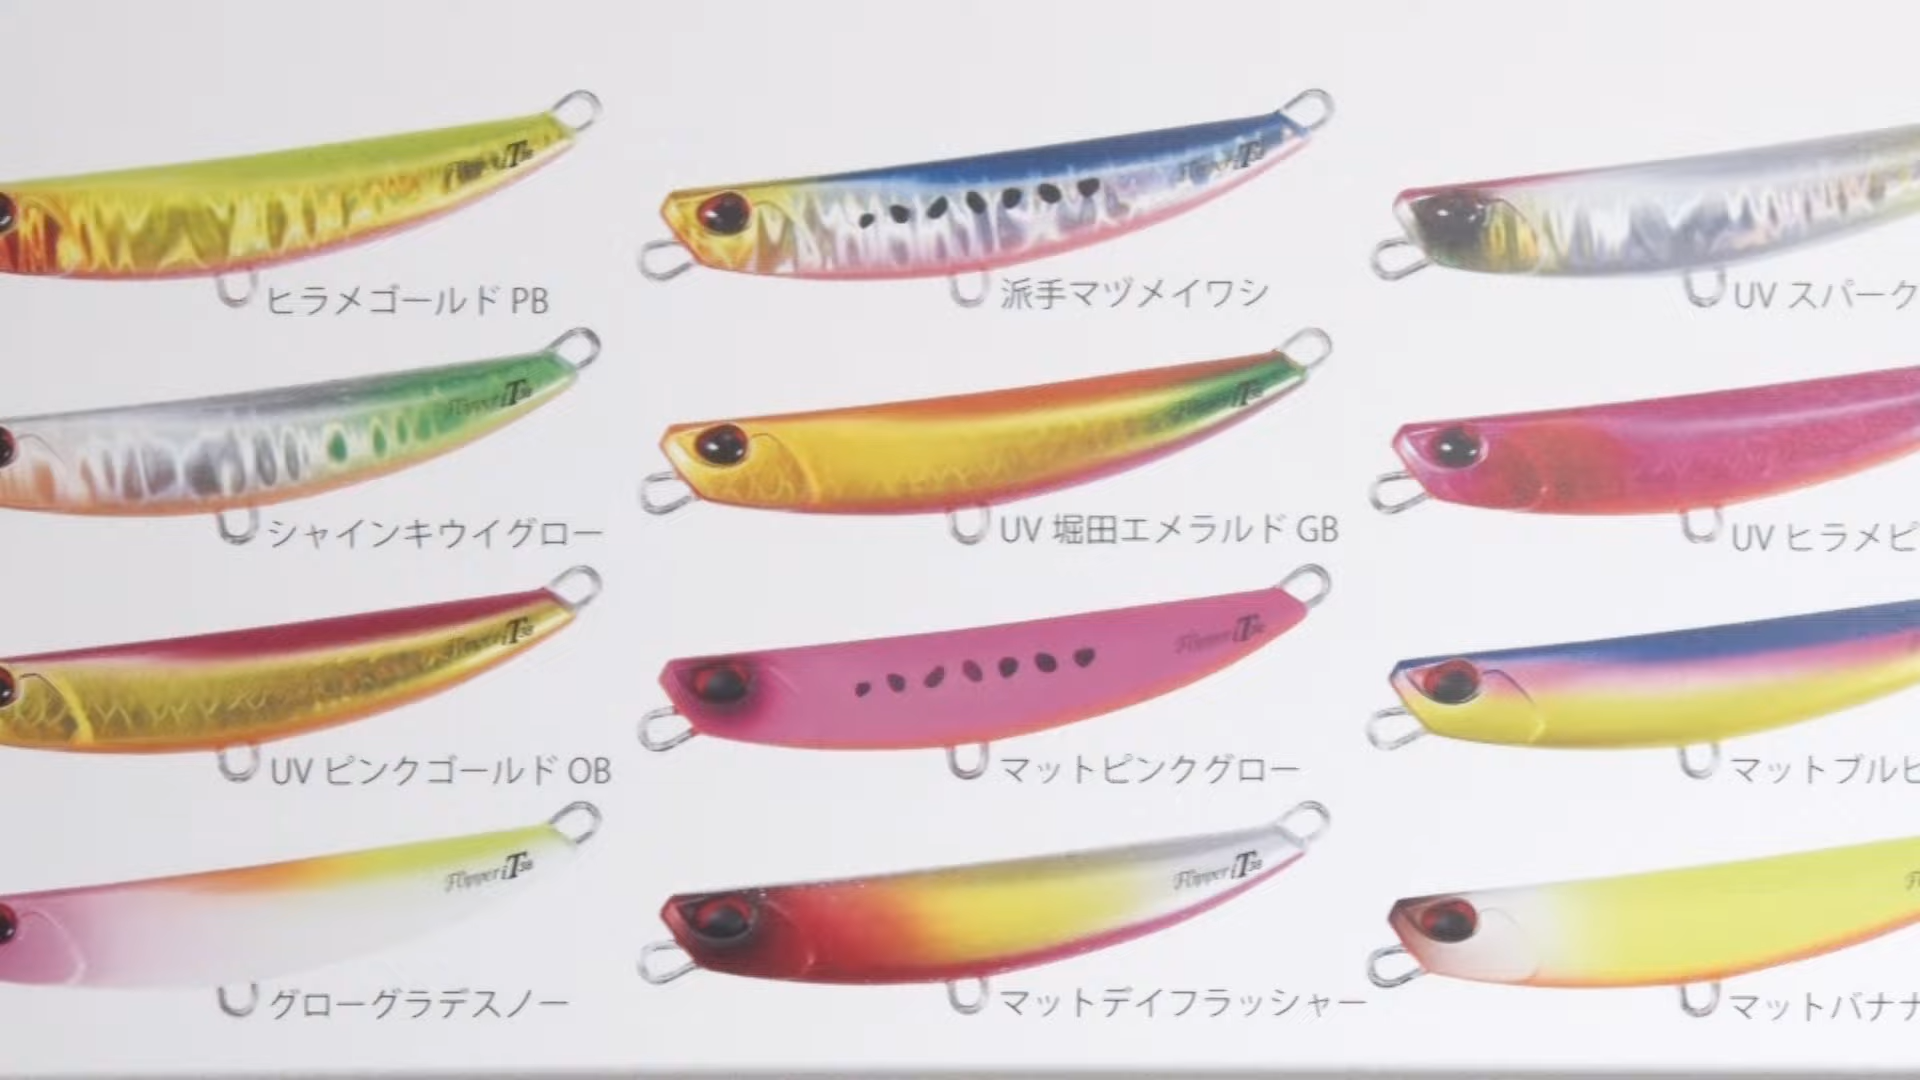 ヒラメゴールド PB
派手マヅメイワシ
UV スパーク
シャインキウイグロー
UV 堀田エメラルド GB
UV ヒラメピ
UV ピンクゴールド OB
マットピンクグロー
マットブルピ
Flipper iT38
Flipper iT38
グローグラデスノー
マットデイフラッシャー
マットバナナ